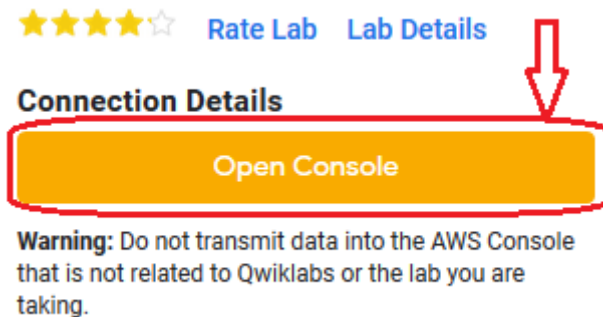 Rate Lab Lab Details
Connection Details
Open Console
Warning: Do not transmit data into the AWS Console
that is not related to Qwiklabs or the lab you are
taking.